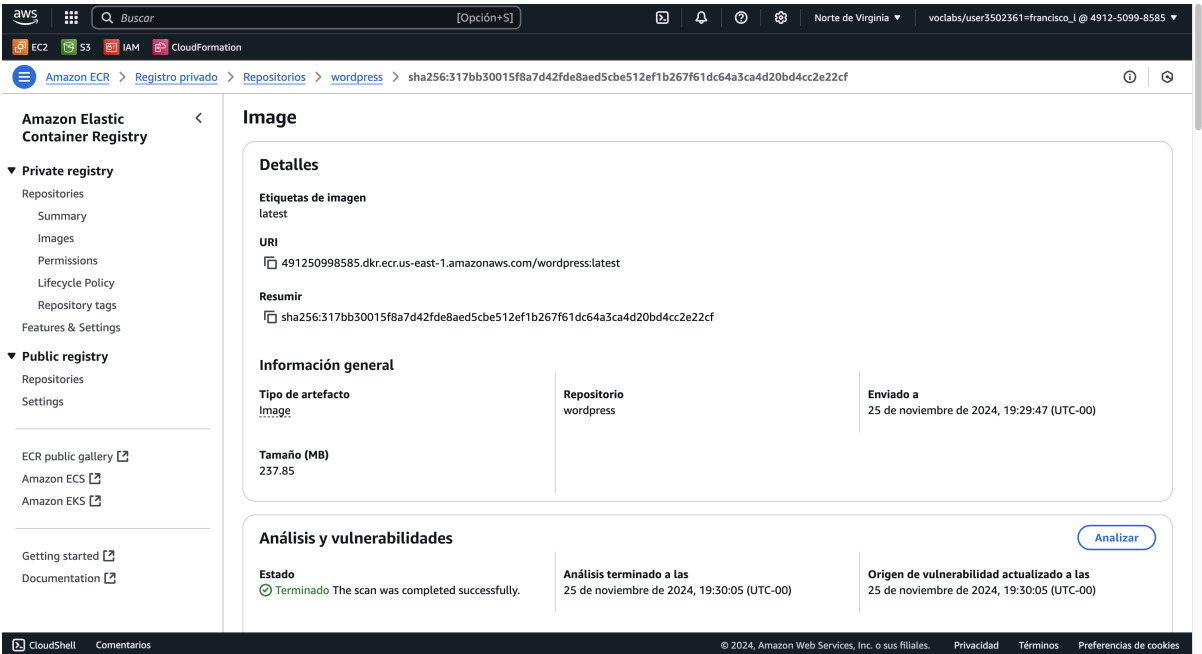 aws
Buscar [Opción+S]
Norte de Virginia
voclabs/user3502361=francisco_l @ 4912-5099-8585
EC2 S3 IAM CloudFormation
Amazon ECR > Registro privado > Repositorios > wordpress > sha256:317bb30015f8a7d42fde8aed5cbe512ef1b267f61dc64a3ca4d20bd4cc2e22cf
Amazon Elastic
Container Registry
Private registry
Repositories
Summary
Images
Permissions
Lifecycle Policy
Repository tags
Features & Settings
Public registry
Repositories
Settings
ECR public gallery
Amazon ECS
Amazon EKS
Getting started
Documentation
Image
Detalles
Etiquetas de imagen
latest
URI
491250998585.dkr.ecr.us-east-1.amazonaws.com/wordpress:latest
Resumir
sha256:317bb30015f8a7d42fde8aed5cbe512ef1b267f61dc64a3ca4d20bd4cc2e22cf
Información general
Tipo de artefacto
Image
Repositorio
wordpress
Enviado a
25 de noviembre de 2024, 19:29:47 (UTC-00)
Tamaño (MB)
237.85
Análisis y vulnerabilidades
Analizar
Estado
Terminado The scan was completed successfully.
Análisis terminado a las
25 de noviembre de 2024, 19:30:05 (UTC-00)
Origen de vulnerabilidad actualizado a las
25 de noviembre de 2024, 19:30:05 (UTC-00)
CloudShell Comentarios
© 2024, Amazon Web Services, Inc. o sus filiales. Privacidad Términos Preferencias de cookies